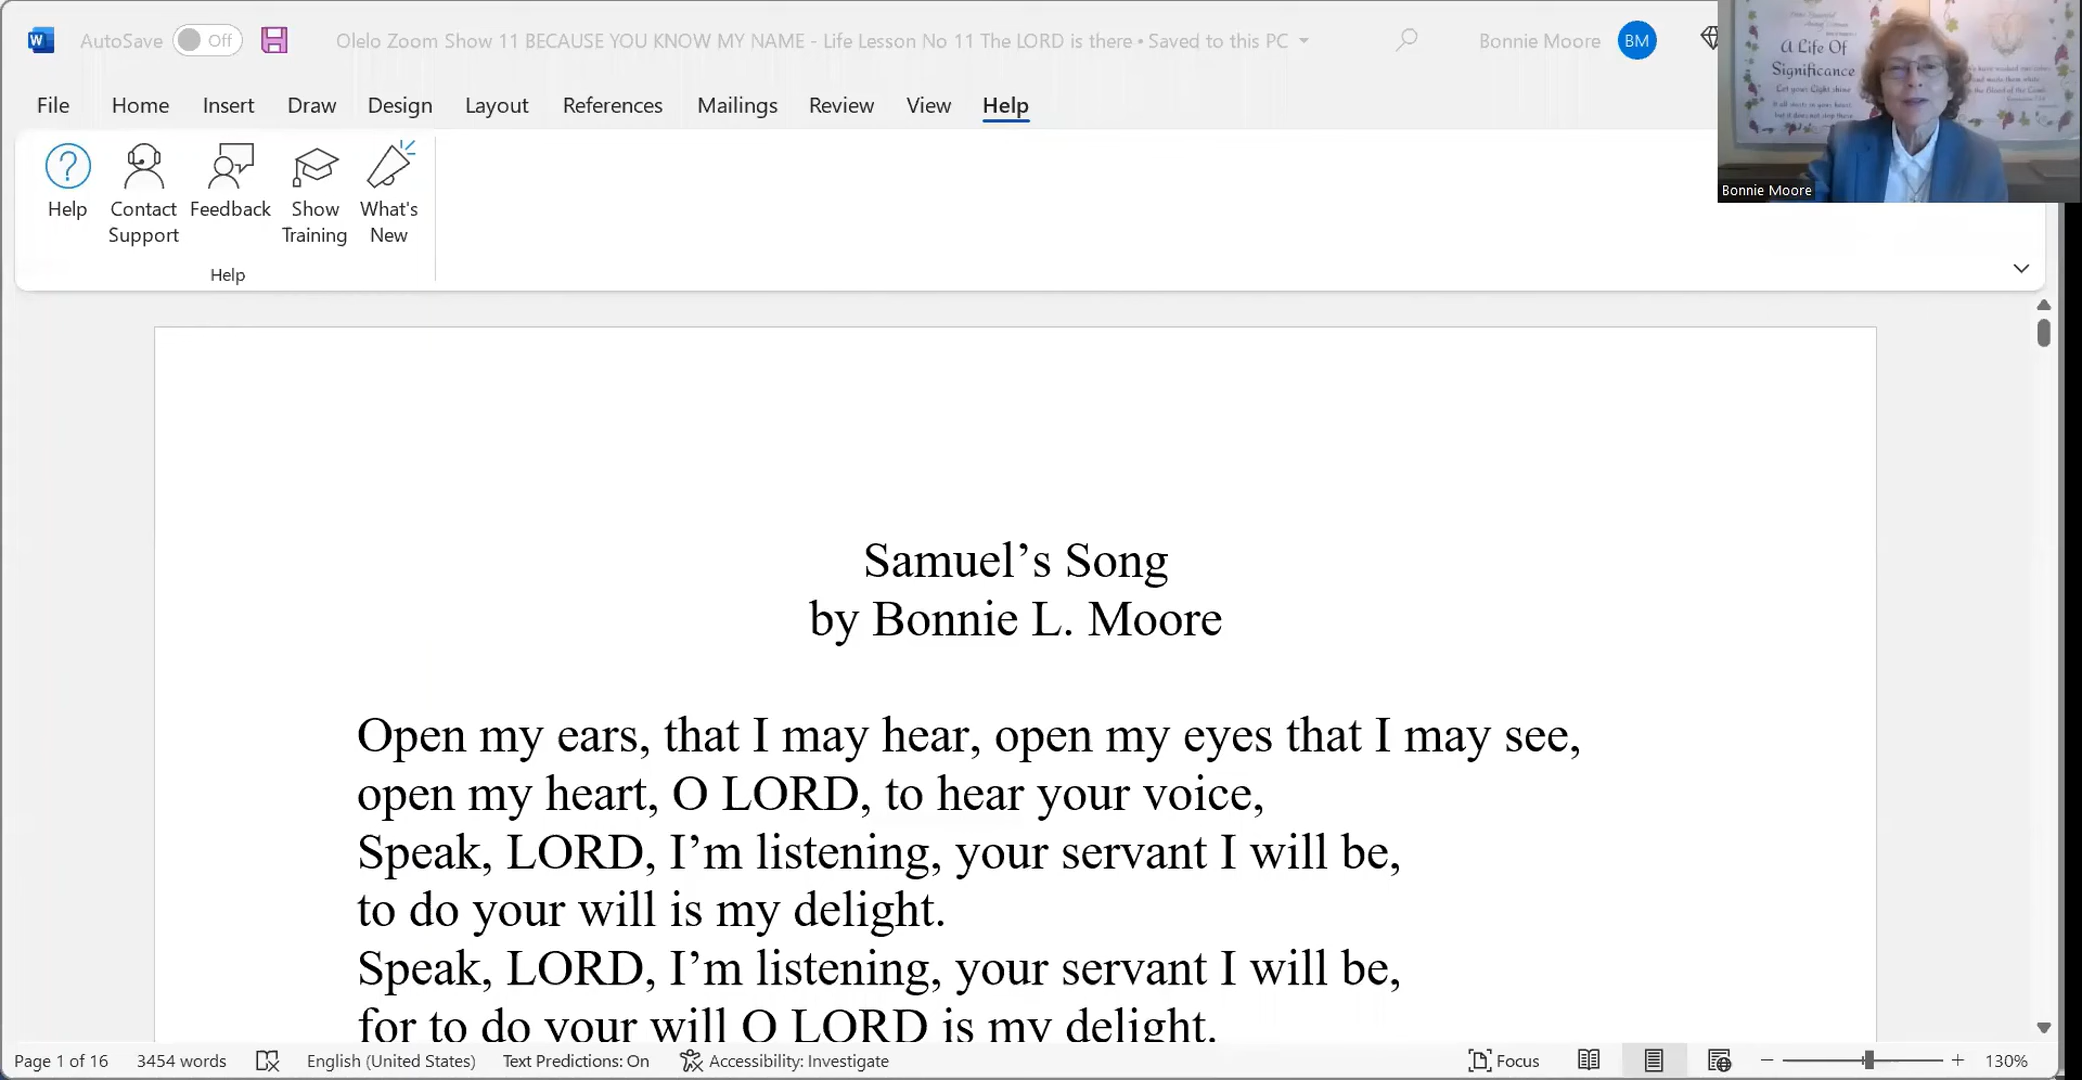 AutoSave Off Olelo Zoom Show 11 BECAUSE YOU KNOW MY NAME - Life Lesson No 11 The LORD is there • Saved to this PC Bonnie Moore BM
File Home Insert Draw Design Layout References Mailings Review View Help
Help
Contact Support
Feedback
Show Training
What's New
Help
A Life Of
Significance
Let your Light shine
Bonnie Moore
Samuel’s Song
by Bonnie L. Moore
Open my ears, that I may hear, open my eyes that I may see,
open my heart, O LORD, to hear your voice,
Speak, LORD, I’m listening, your servant I will be,
to do your will is my delight.
Speak, LORD, I’m listening, your servant I will be,
for to do your will O LORD is my delight.
Page 1 of 16 3454 words English (United States) Text Predictions: On Accessibility: Investigate Focus 130%